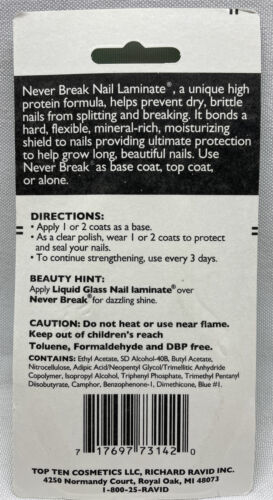 Never Break Nail Laminate®, a unique high
protein formula, helps prevent dry, brittle
nails from splitting and breaking. It bonds a
hard, flexible, mineral-rich, moisturizing
shield to nails providing ultimate protection
to help grow long, beautiful nails. Use
Never Break® as base coat, top coat,
or alone.
DIRECTIONS:
• Apply 1 or 2 coats as a base.
• As a clear polish, wear 1 or 2 coats to protect
and seal your nails.
• To continue strengthening, use every 3 days.
BEAUTY HINT:
Apply Liquid Glass Nail laminate® over
Never Break® for dazzling shine.
CAUTION: Do not heat or use near flame.
Keep out of children's reach
Toluene, Formaldehyde and DBP free.
CONTAINS: Ethyl Acetate, SD Alcohol-40B, Butyl Acetate,
Nitrocellulose, Adipic Acid/Neopentyl Glycol/Trimellitic Anhydride
Copolymer, Isopropyl Alcohol, Triphenyl Phosphate, Trimethyl Pentanyl
Diisobutyrate, Camphor, Benzophenone-1, Dimethicone, Blue #1.
7 17697 73142 0
TOP TEN COSMETICS LLC, RICHARD RAVID INC.
4250 Normandy Court, Royal Oak, MI 48073
1-800-25-RAVID